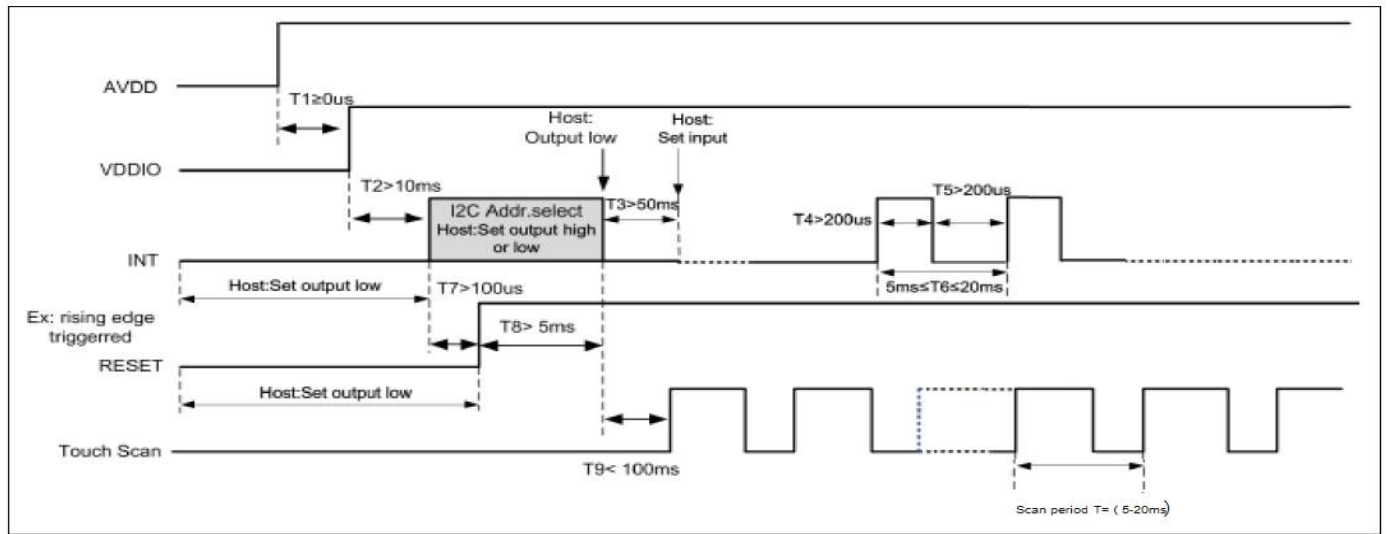 AVDD
T1≥0us
Host:
Output low
Host:
Set input
VDDIO
T2>10ms
I2C Addr.select
Host:Set output high
or low
T3>50ms
T5>200us
T4>200us
INT
Host:Set output low
T7>100us
5ms≤T6≤20ms
Ex: rising edge
triggerred
T8> 5ms
RESET
Host:Set output low
Touch Scan
T9< 100ms
Scan period T= ( 5-20ms)